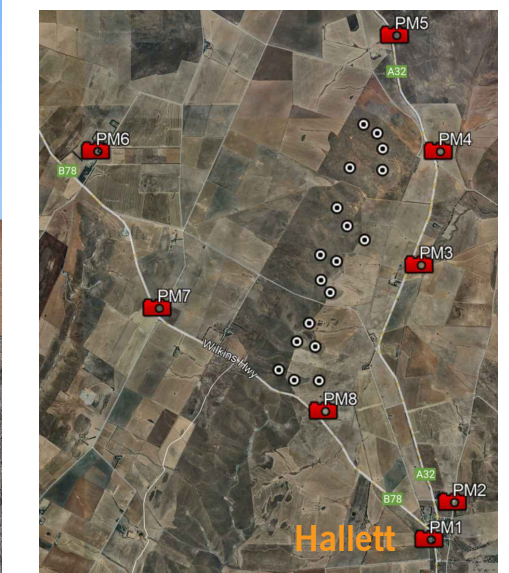 PM5
A32
PM4
PM6
B78
PM3
PM7
Wilkins Hwy
PM8
A32
PM2
B78
PM1
Hallett